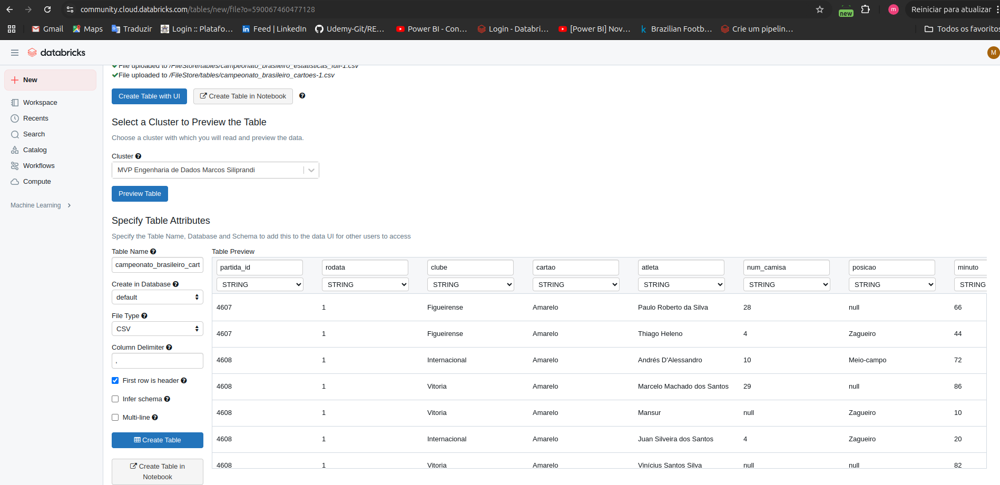 community.cloud.databricks.com/tables/new/file?o=590067460477128
new
m
Reiniciar para atualizar
Gmail
Maps
Traduzir
Login :: Platafo...
Feed | LinkedIn
Udemy-Git/RE...
Power BI - Con...
Login - Databri...
[Power BI] Nov...
Brazilian Footb...
Crie um pipelin...
Todos os favoritos
databricks
M
New
Workspace
Recents
Search
Catalog
Workflows
Compute
Machine Learning
File uploaded to /FileStore/tables/campeonato_brasileiro_estatisticas_full-1.csv
File uploaded to /FileStore/tables/campeonato_brasileiro_cartoes-1.csv
Create Table with UI
Create Table in Notebook
Select a Cluster to Preview the Table
Choose a cluster with which you will read and preview the data.
Cluster
MVP Engenharia de Dados Marcos Siliprandi
Preview Table
Specify Table Attributes
Specify the Table Name, Database and Schema to add this to the data UI for other users to access
Table Name
campeonato_brasileiro_cart
Create in Database
default
File Type
CSV
Column Delimiter
,
First row is header
Infer schema
Multi-line
Create Table
Create Table in
Notebook
Table Preview
partida_id rodata clube cartao atleta num_camisa posicao minuto
STRING STRING STRING STRING STRING STRING STRING STRING
4607 1 Figueirense Amarelo Paulo Roberto da Silva 28 null 66
4607 1 Figueirense Amarelo Thiago Heleno 4 Zagueiro 44
4608 1 Internacional Amarelo Andrés D'Alessandro 10 Meio-campo 72
4608 1 Vitoria Amarelo Marcelo Machado dos Santos 29 null 86
4608 1 Vitoria Amarelo Mansur null Zagueiro 10
4608 1 Internacional Amarelo Juan Silveira dos Santos 4 Zagueiro 20
4608 1 Vitoria Amarelo Vinícius Santos Silva null null 82